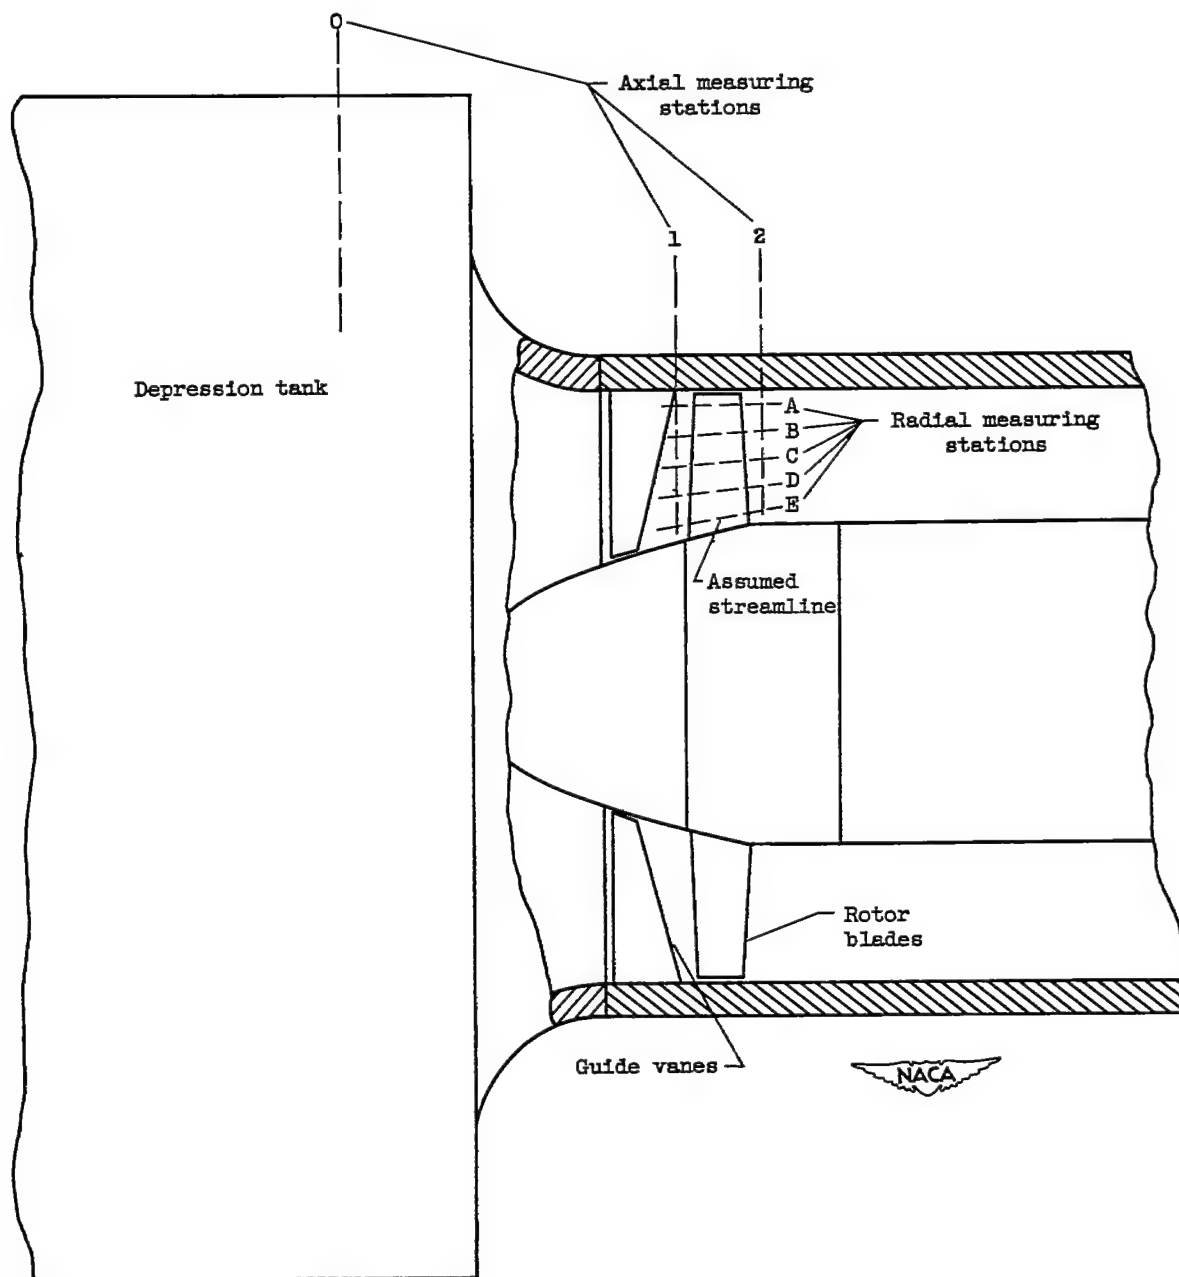 0
Axial measuring
stations
1
2
Depression tank
A
B
C
D
E
Radial measuring
stations
Assumed
streamline
Rotor
blades
Guide vanes
NACA